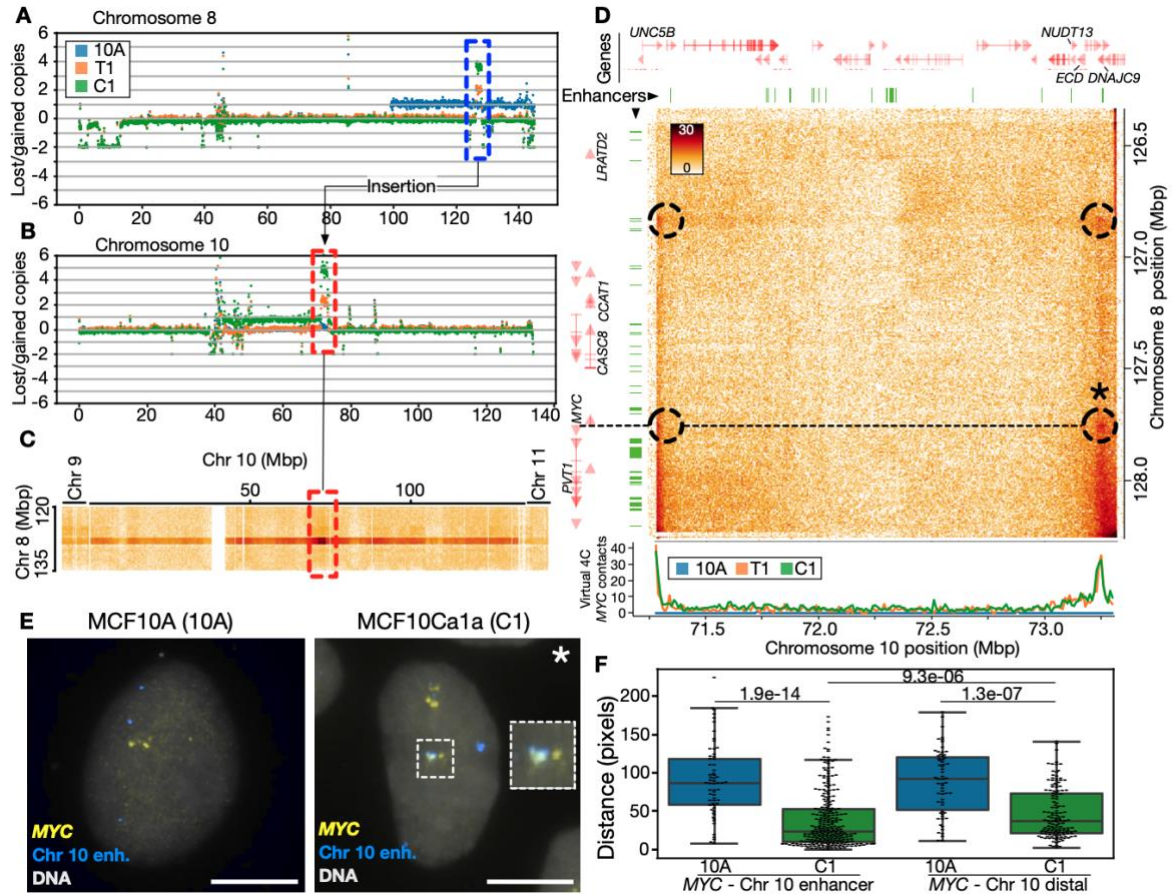 A
Chromosome 8
Lost/gained copies
6
4
2
0
-2
-4
-6
10A
T1
C1
0 20 40 60 80 100 120 140
Insertion
B
Chromosome 10
Lost/gained copies
6
4
2
0
-2
-4
-6
0 20 40 60 80 100 120 140
C
Chr 10 (Mbp)
Chr 9
50
100
Chr 11
Chr 8 (Mbp)
120
135
D
Genes
UNC5B
NUDT13
ECD DNAJC9
Enhancers
30
0
LRATD2
CCAT1
CASC8
MYC
PVT1
*
126.5
127.0
127.5
128.0
Chromosome 8 position (Mbp)
Virtual 4C
MYC contacts
40
30
20
10
0
10A T1 C1
71.5 72.0 72.5 73.0
Chromosome 10 position (Mbp)
E
MCF10A (10A)
MCF10Ca1a (C1)
MYC
Chr 10 enh.
DNA
*
MYC
Chr 10 enh.
DNA
F
Distance (pixels)
200
150
100
50
0
9.3e-06
1.9e-14
1.3e-07
10A C1 10A C1
MYC - Chr 10 enhancer
MYC - Chr 10 distal